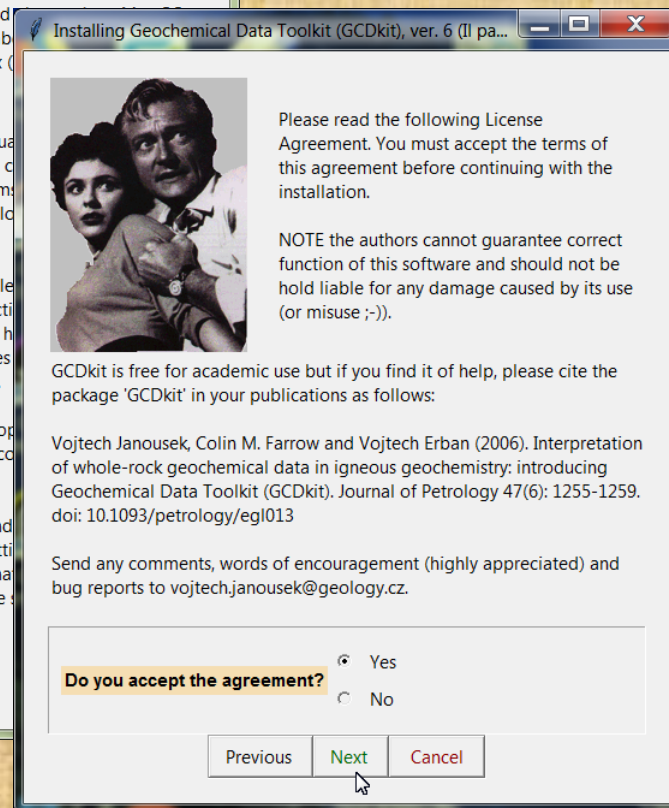 Installing Geochemical Data Toolkit (GCDkit), ver. 6 (Il pa...
Please read the following License
Agreement. You must accept the terms of
this agreement before continuing with the
installation.
NOTE the authors cannot guarantee correct
function of this software and should not be
hold liable for any damage caused by its use
(or misuse ;-)).
GCDkit is free for academic use but if you find it of help, please cite the
package 'GCDkit' in your publications as follows:
Vojtech Janousek, Colin M. Farrow and Vojtech Erban (2006). Interpretation
of whole-rock geochemical data in igneous geochemistry: introducing
Geochemical Data Toolkit (GCDkit). Journal of Petrology 47(6): 1255-1259.
doi: 10.1093/petrology/egl013
Send any comments, words of encouragement (highly appreciated) and
bug reports to vojtech.janousek@geology.cz.
Do you accept the agreement?
Yes
No
Previous
Next
Cancel